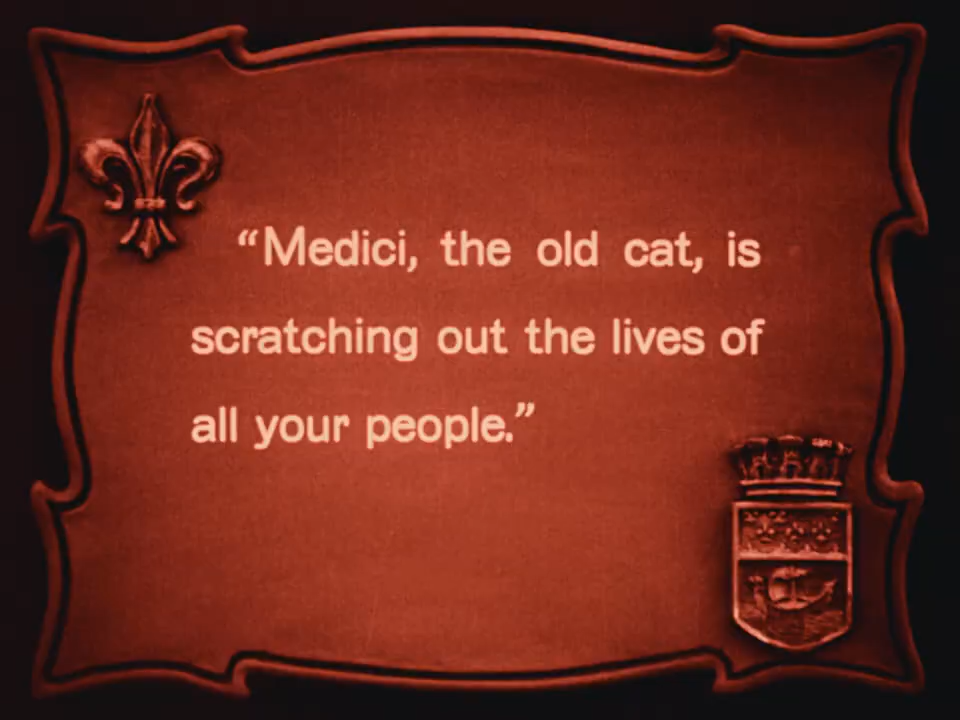 “Medici, the old cat, is
scratching out the lives of
all your people.”